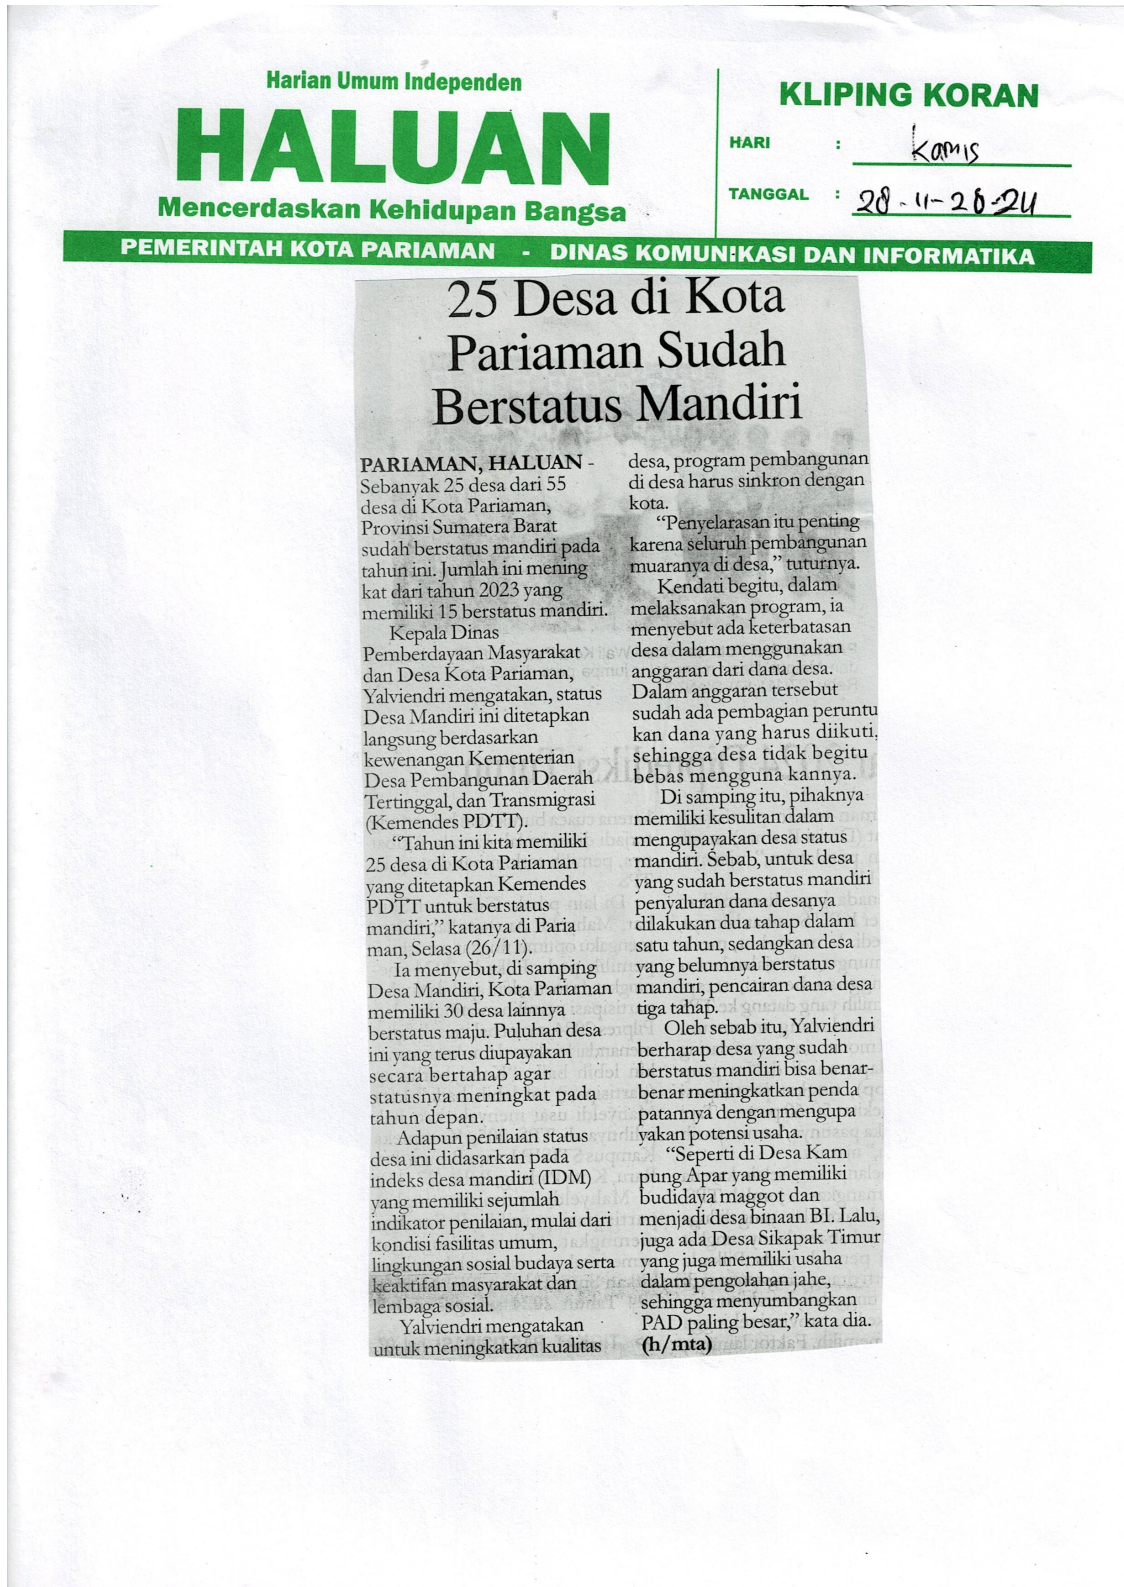 Harian Umum Independen
HALUAN
Mencerdaskan Kehidupan Bangsa
KLIPING KORAN
HARI : Kamis
TANGGAL : 28-11-2024
PEMERINTAH KOTA PARIAMAN - DINAS KOMUNIKASI DAN INFORMATIKA
25 Desa di Kota
Pariaman Sudah
Berstatus Mandiri
PARIAMAN, HALUAN -
Sebanyak 25 desa dari 55
desa di Kota Pariaman,
Provinsi Sumatera Barat
sudah berstatus mandiri pada
tahun ini. Jumlah ini mening
kat dari tahun 2023 yang
memiliki 15 berstatus mandiri.
Kepala Dinas
Pemberdayaan Masyarakat
dan Desa Kota Pariaman,
Yalviendri mengatakan, status
Desa Mandiri ini ditetapkan
langsung berdasarkan
kewenangan Kementerian
Desa Pembangunan Daerah
Tertinggal, dan Transmigrasi
(Kemendes PDTT).
“Tahun ini kita memiliki
25 desa di Kota Pariaman
yang ditetapkan Kemendes
PDTT untuk berstatus
mandiri,” katanya di Paria
man, Selasa (26/11).
Ia menyebut, di samping
Desa Mandiri, Kota Pariaman
memiliki 30 desa lainnya
berstatus maju. Puluhan desa
ini yang terus diupayakan
secara bertahap agar
statusnya meningkat pada
tahun depan.
Adapun penilaian status
desa ini didasarkan pada
indeks desa mandiri (IDM)
yang memiliki sejumlah
indikator penilaian, mulai dari
kondisi fasilitas umum,
lingkungan sosial budaya serta
keaktifan masyarakat dan
lembaga sosial.
Yalviendri mengatakan
untuk meningkatkan kualitas
desa, program pembangunan
di desa harus sinkron dengan
kota.
“Penyelarasan itu penting
karena seluruh pembangunan
muaranya di desa,” tuturnya.
Kendati begitu, dalam
melaksanakan program, ia
menyebut ada keterbatasan
desa dalam menggunakan
anggaran dari dana desa.
Dalam anggaran tersebut
sudah ada pembagian peruntu
kan dana yang harus diikuti,
sehingga desa tidak begitu
bebas mengguna kannya.
Di samping itu, pihaknya
memiliki kesulitan dalam
mengupayakan desa status
mandiri. Sebab, untuk desa
yang sudah berstatus mandiri
penyaluran dana desanya
dilakukan dua tahap dalam
satu tahun, sedangkan desa
yang belumnya berstatus
mandiri, pencairan dana desa
tiga tahap.
Oleh sebab itu, Yalviendri
berharap desa yang sudah
berstatus mandiri bisa benar-
benar meningkatkan penda
patannya dengan mengupa
yakan potensi usaha.
“Seperti di Desa Kam
pung Apar yang memiliki
budidaya maggot dan
menjadi desa binaan BI. Lalu,
juga ada Desa Sikapak Timur
yang juga memiliki usaha
dalam pengolahan jahe,
sehingga menyumbangkan
PAD paling besar,” kata dia.
(h/mta)